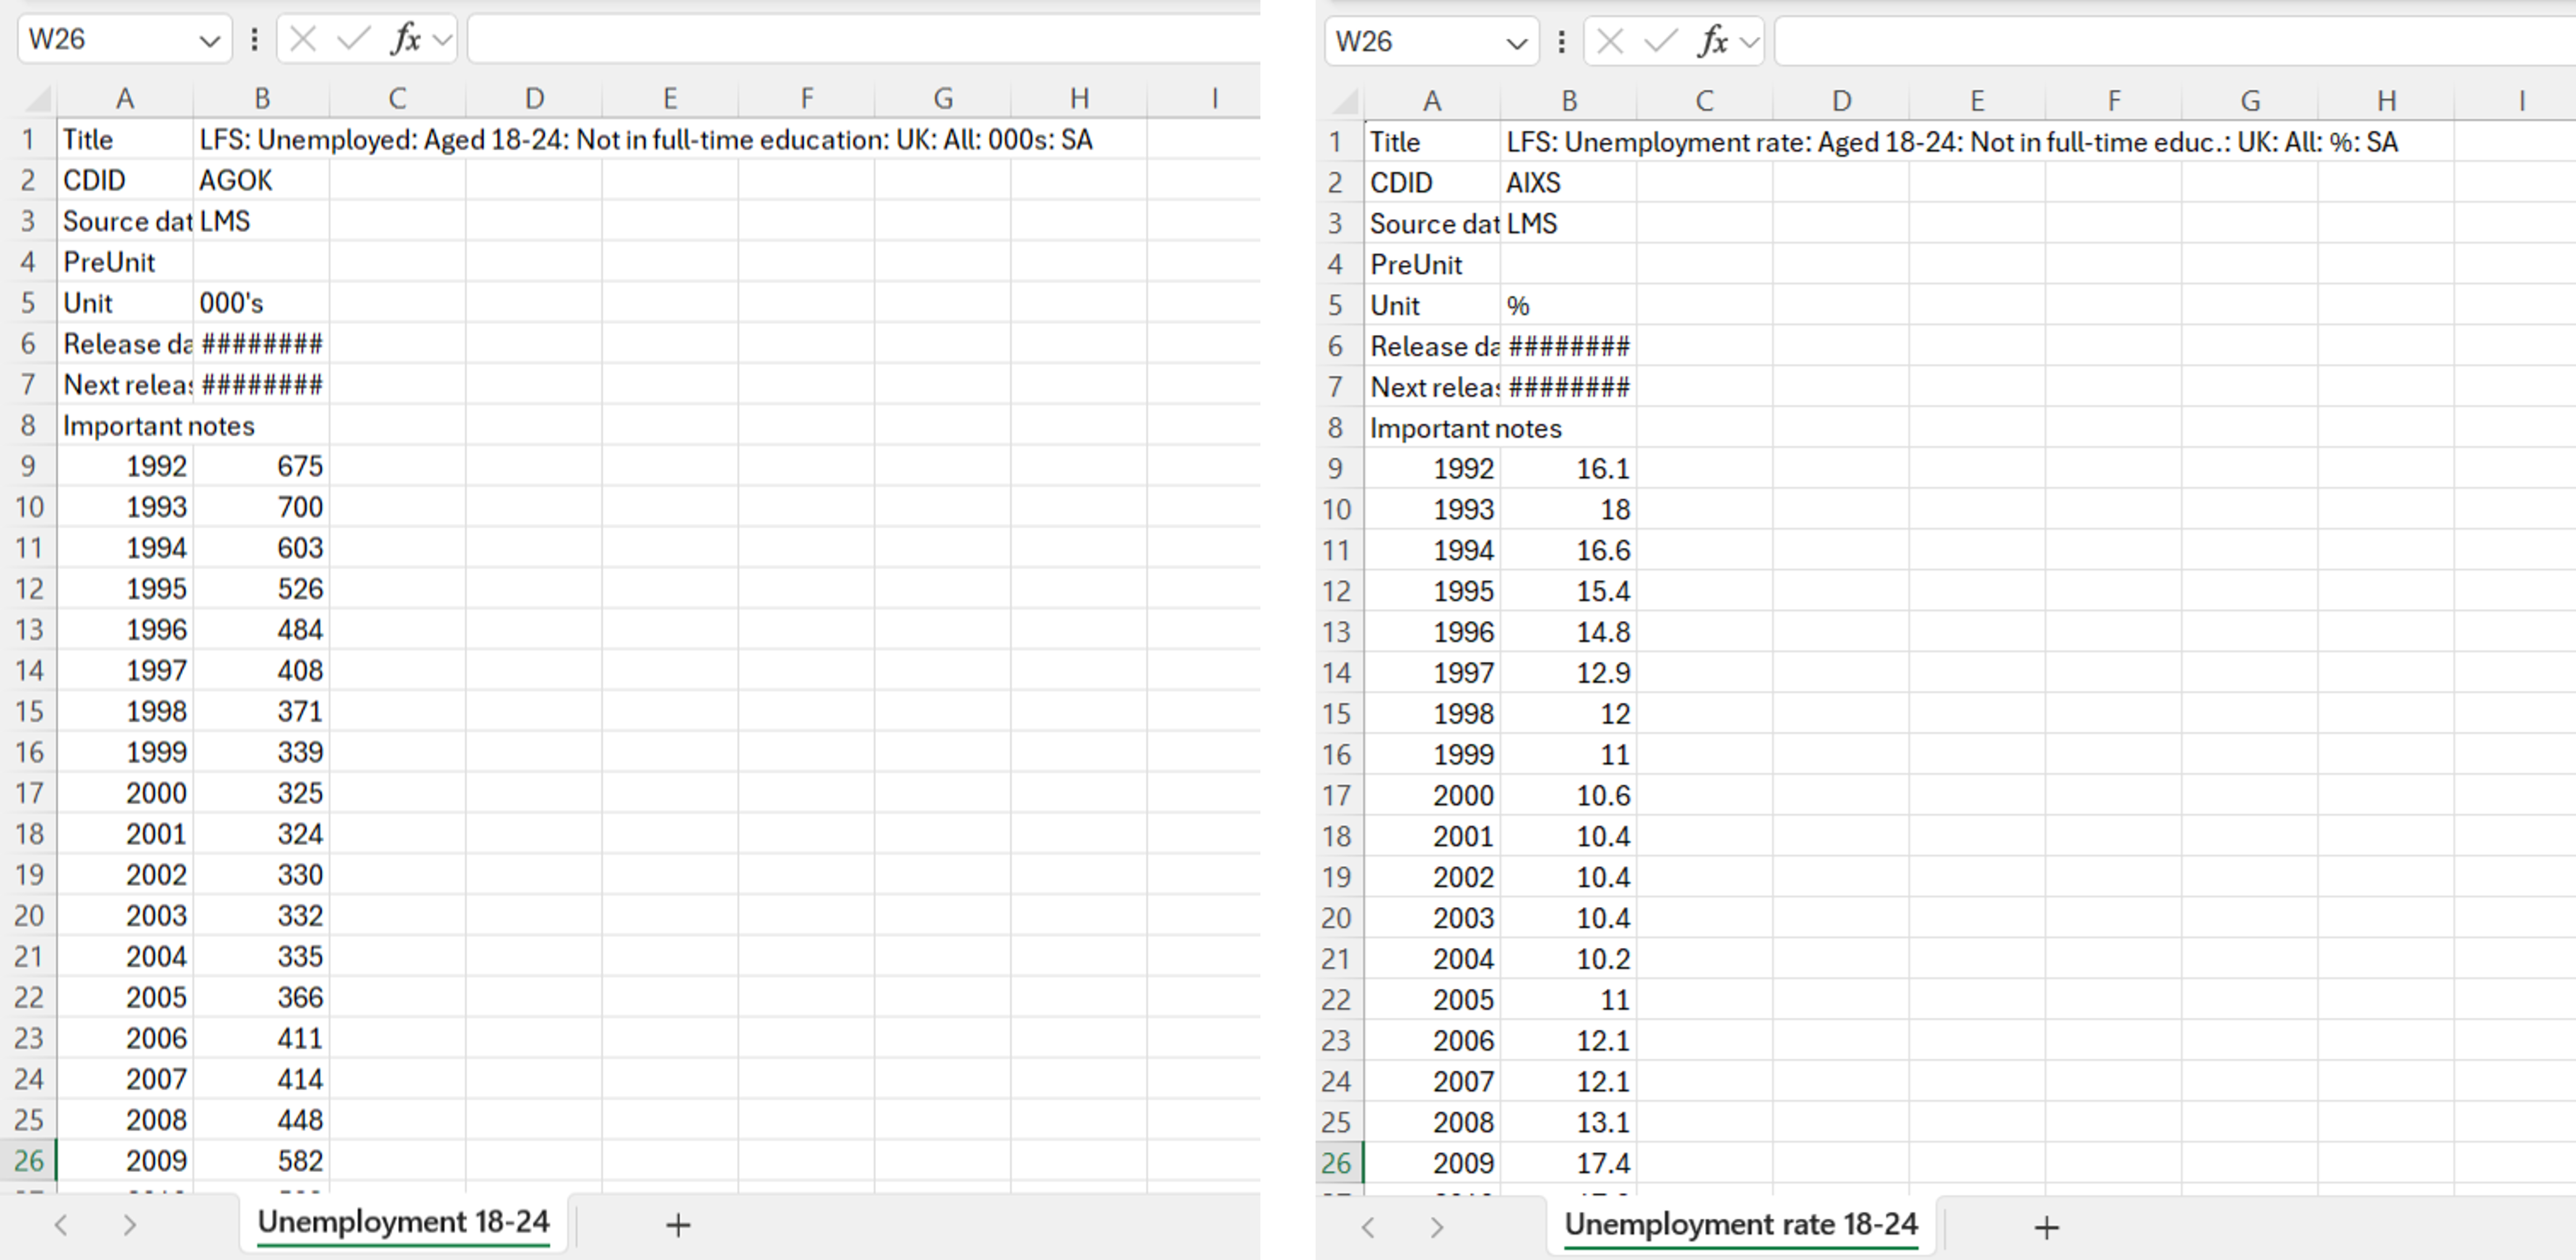 W26 fx
A B C D E F G H I
1 Title LFS: Unemployed: Aged 18-24: Not in full-time education: UK: All: 000s: SA
2 CDID AGOK
3 Source dat LMS
4 PreUnit
5 Unit 000's
6 Release da ########
7 Next releas ########
8 Important notes
9 1992 675
10 1993 700
11 1994 603
12 1995 526
13 1996 484
14 1997 408
15 1998 371
16 1999 339
17 2000 325
18 2001 324
19 2002 330
20 2003 332
21 2004 335
22 2005 366
23 2006 411
24 2007 414
25 2008 448
26 2009 582
Unemployment 18-24 +
W26 fx
A B C D E F G H I
1 Title LFS: Unemployment rate: Aged 18-24: Not in full-time educ.: UK: All: %: SA
2 CDID AIXS
3 Source dat LMS
4 PreUnit
5 Unit %
6 Release da ########
7 Next releas ########
8 Important notes
9 1992 16.1
10 1993 18
11 1994 16.6
12 1995 15.4
13 1996 14.8
14 1997 12.9
15 1998 12
16 1999 11
17 2000 10.6
18 2001 10.4
19 2002 10.4
20 2003 10.4
21 2004 10.2
22 2005 11
23 2006 12.1
24 2007 12.1
25 2008 13.1
26 2009 17.4
Unemployment rate 18-24 +